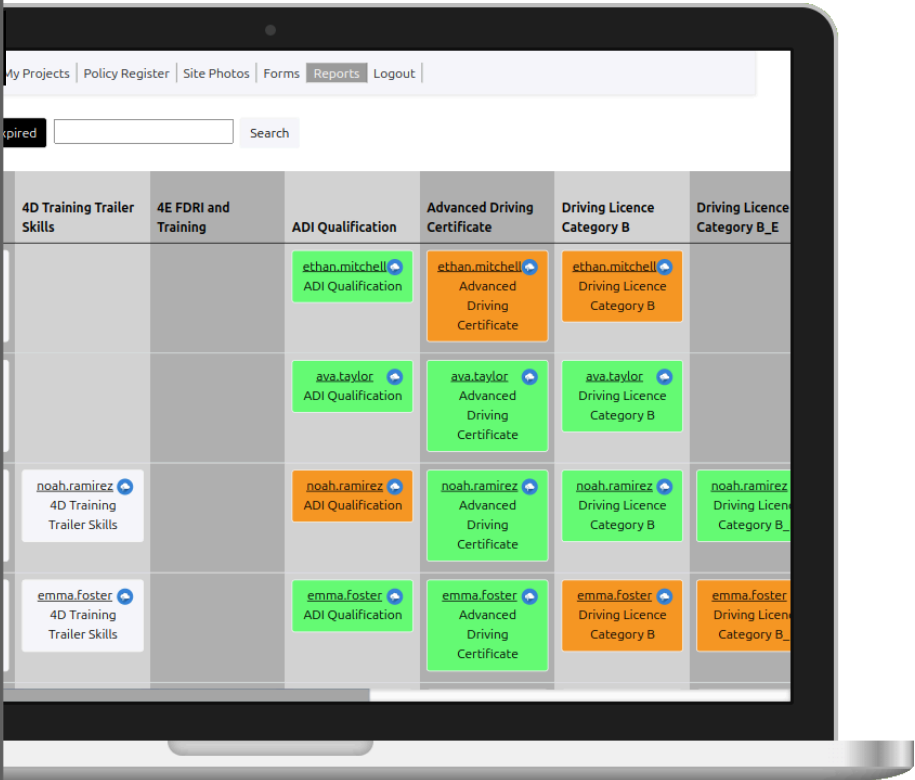 My Projects Policy Register Site Photos Forms Reports Logout
Search
4D Training Trailer Skills
4E FDRI and Training
ADI Qualification
Advanced Driving Certificate
Driving Licence Category B
Driving Licence Category B_E
ethan.mitchell
ADI Qualification
ethan.mitchell
Advanced
Driving
Certificate
ethan.mitchell
Driving Licence
Category B
ava.taylor
ADI Qualification
ava.taylor
Advanced
Driving
Certificate
ava.taylor
Driving Licence
Category B
noah.ramirez
4D Training
Trailer Skills
noah.ramirez
ADI Qualification
noah.ramirez
Advanced
Driving
Certificate
noah.ramirez
Driving Licence
Category B
noah.ramirez
Driving
Category B_
emma.foster
4D Training
Trailer Skills
emma.foster
ADI Qualification
emma.foster
Advanced
Driving
Certificate
emma.foster
Driving Licence
Category B
emma.foster
Driving
Category B_